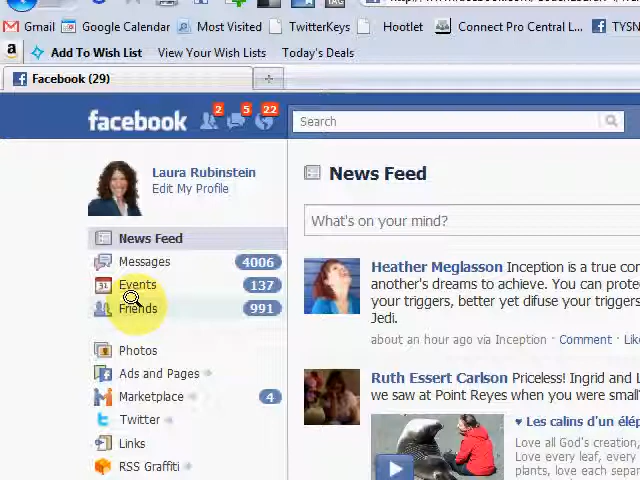 Gmail Google Calendar Most Visited TwitterKeys Hootlet Connect Pro Central L TYSN
a Add To Wish List View Your Wish Lists Today's Deals
Facebook (29)
facebook 2 5 22 Search
Laura Rubinstein
Edit My Profile
News Feed
What's on your mind?
News Feed
Messages 4006
31 Events 137
Friends 991
Photos
Ads and Pages
Marketplace 4
Twitter
Links
RSS Graffiti
Heather Meglasson Inception is a true co
another's dreams to achieve. You can prote
your triggers, better yet difuse your triggers
Jedi.
about an hour ago via Inception · Comment · Lik
Ruth Essert Carlson Priceless! Ingrid and L
we saw at Point Reyes when you were small
♥ Les calins d'un élép
Love all God's creation,
Love every leaf, every
plants, love each separa